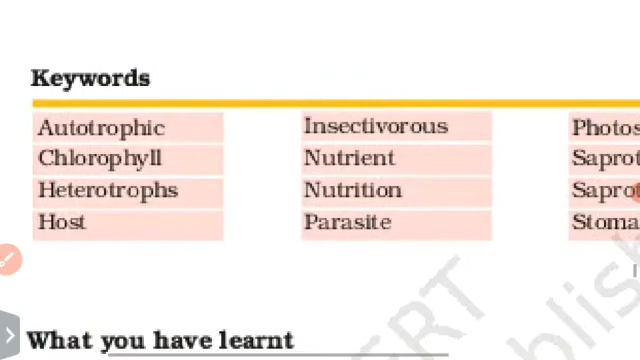 Keywords
Autotrophic Insectivorous
Chlorophyll Nutrient
Heterotrophs Nutrition
Host Parasite
What you have learnt